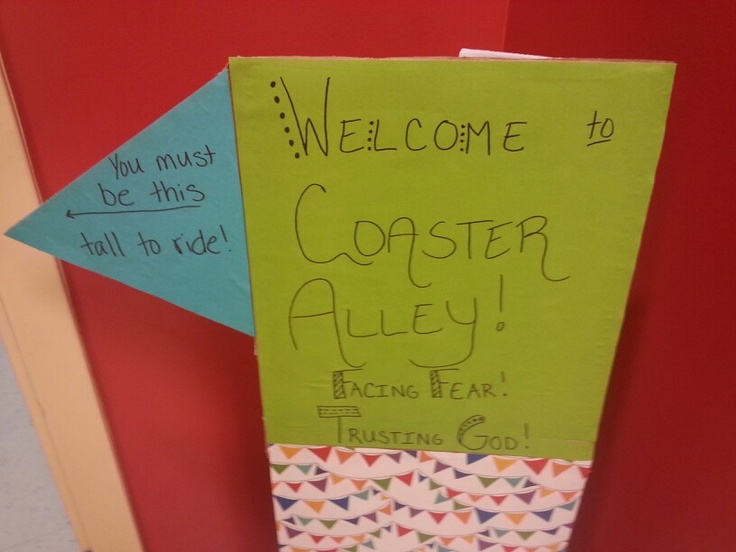 You must
be this
tall to ride!
WELCOME to
COASTER
ALLEY!
FACING FEAR!
TRUSTING GOD!